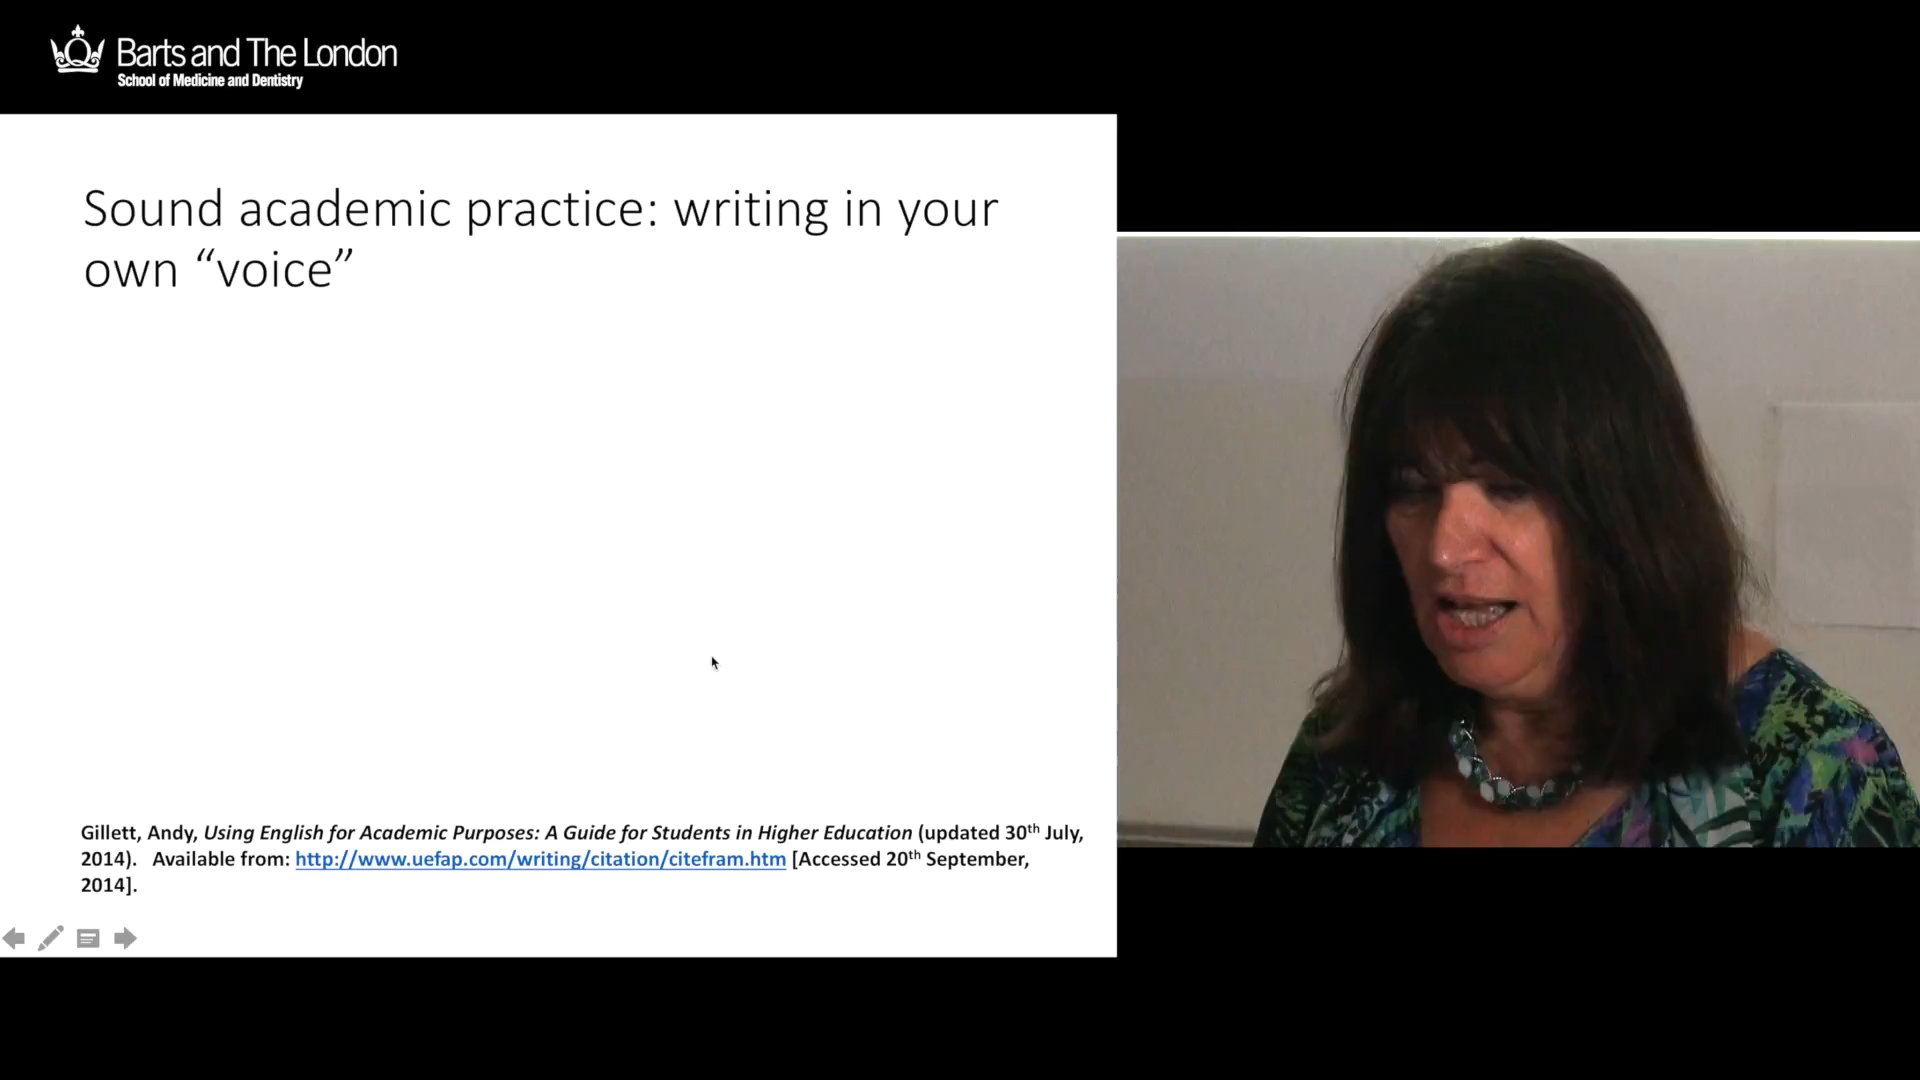 Barts and The London
School of Medicine and Dentistry
Sound academic practice: writing in your
own “voice”
Gillett, Andy, Using English for Academic Purposes: A Guide for Students in Higher Education (updated 30th July,
2014).   Available from: http://www.uefap.com/writing/citation/citefram.htm [Accessed 20th September,
2014].